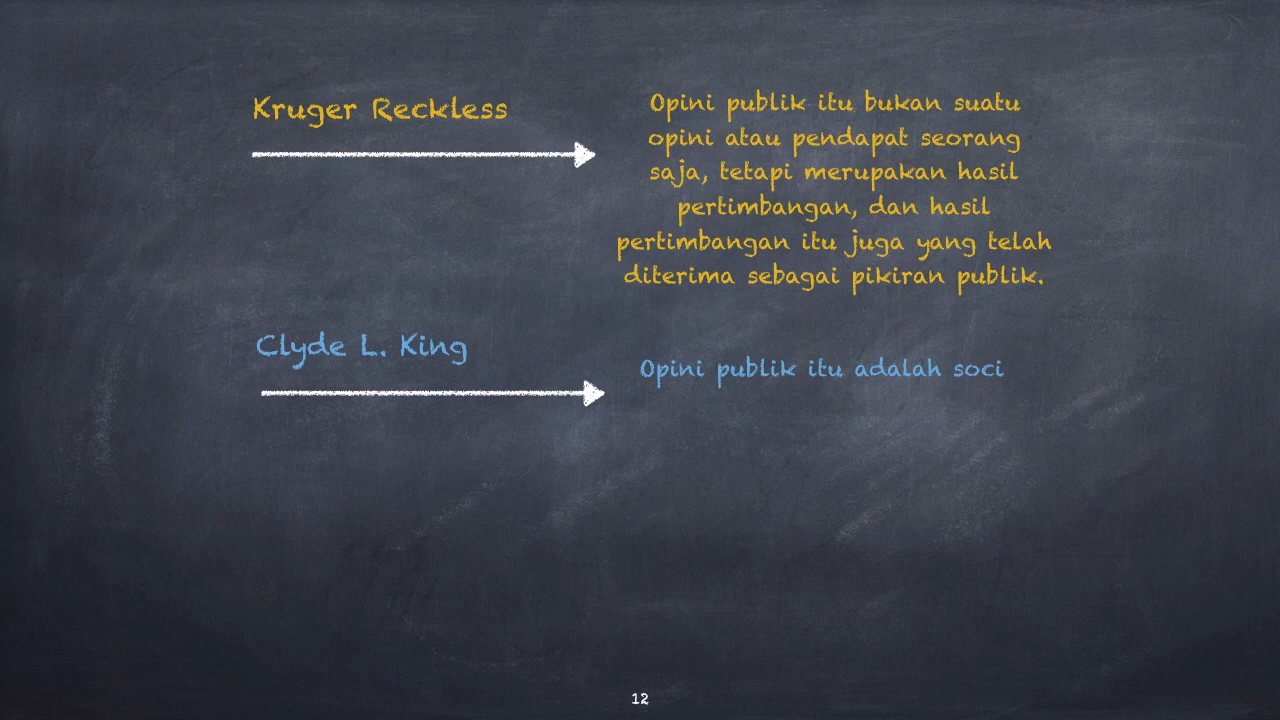 Kruger Reckless
Opini publik itu bukan suatu
opini atau pendapat seorang
saja, tetapi merupakan hasil
pertimbangan, dan hasil
pertimbangan itu juga yang telah
diterima sebagai pikiran publik.
Clyde L. King
Opini publik itu adalah soci
12